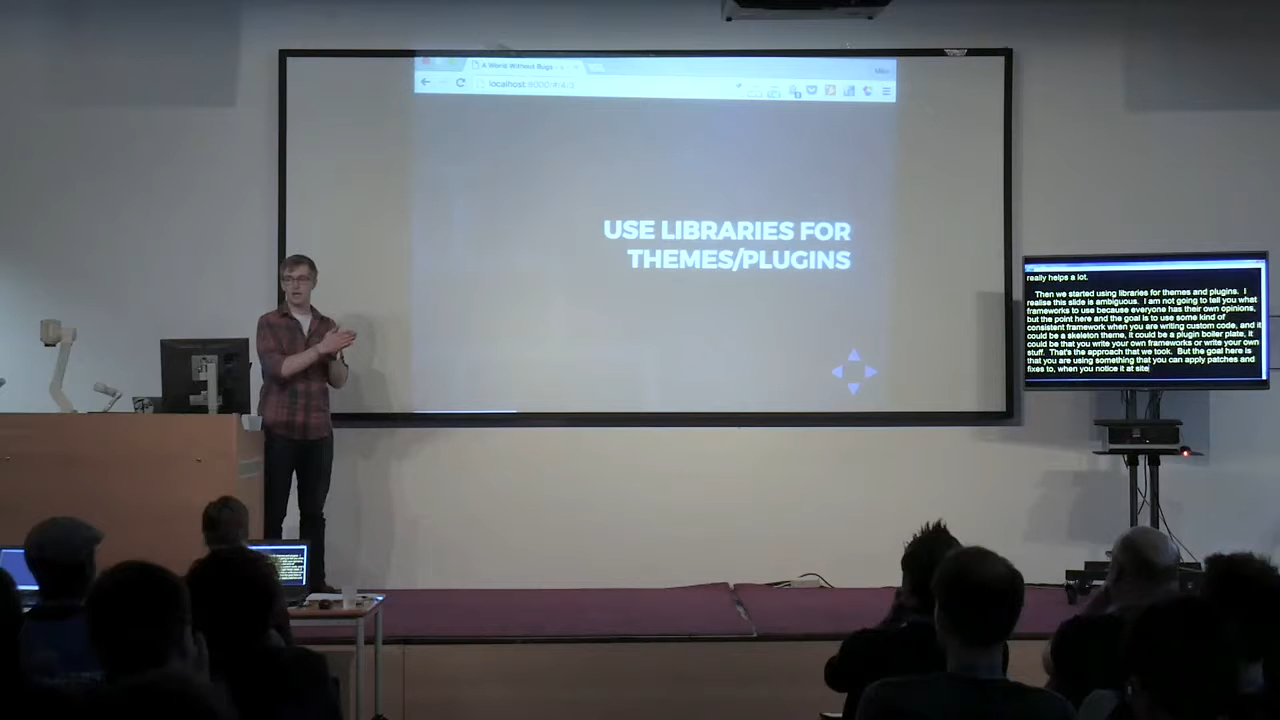 A World Without Bugs
localhost:8000/#/4/3
USE LIBRARIES FOR
THEMES/PLUGINS
really helps a lot.
Then we started using libraries for themes and plugins. I
realise this slide is ambiguous. I am not going to tell you what
frameworks to use because everyone has their own opinions,
but the point here and the goal is to use some kind of
consistent framework when you are writing custom code, and it
could be a skeleton theme, it could be a plugin boiler plate, it
could be that you write your own frameworks or write your own
stuff. That's the approach that we took. But the goal here is
that you are using something that you can apply patches and
fixes to, when you notice it at site